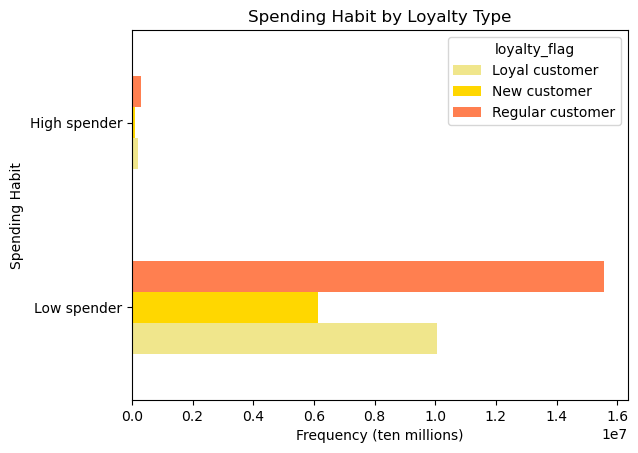 Spending Habit by Loyalty Type
loyalty_flag
Loyal customer
New customer
Regular customer
Spending Habit
High spender
Low spender
0.0 0.2 0.4 0.6 0.8 1.0 1.2 1.4 1.6
1e7
Frequency (ten millions)